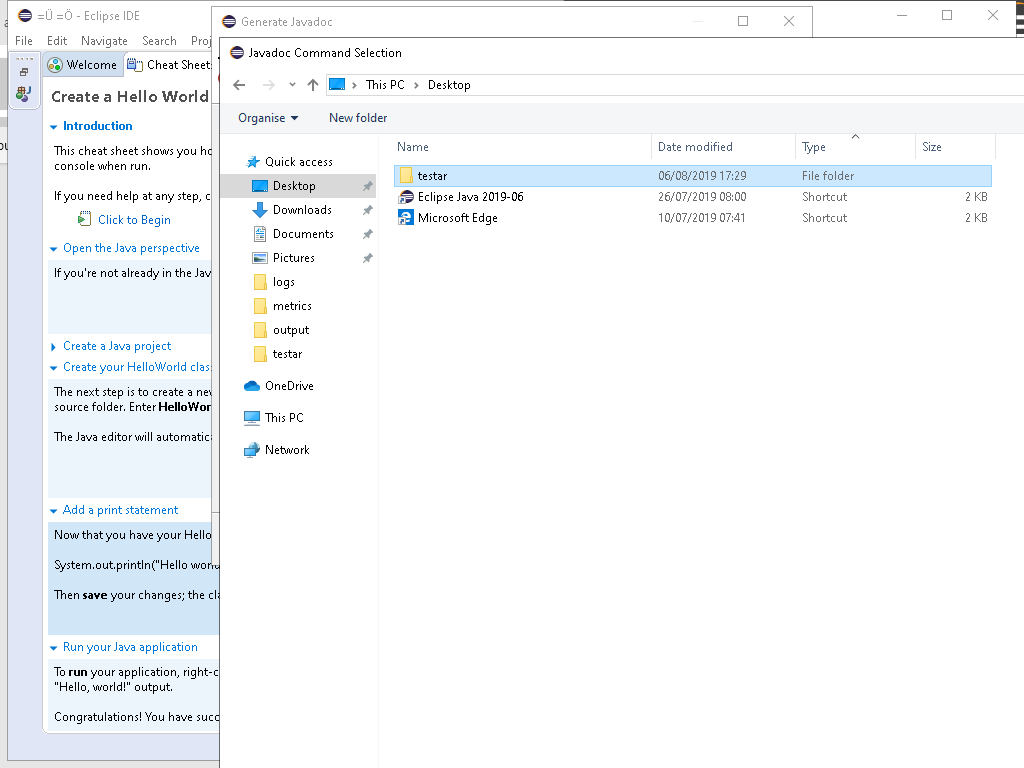 =Ü =Ö - Eclipse IDE
File Edit Navigate Search Proj
Welcome
Cheat Sheet
Create a Hello World
Introduction
This cheat sheet shows you ho
console when run.
If you need help at any step, c
Click to Begin
Open the Java perspective
If you're not already in the Jav
Create a Java project
Create your HelloWorld clas
The next step is to create a new
source folder. Enter HelloWor
The Java editor will automatica
Add a print statement
Now that you have your Hello
System.out.println("Hello world
Then save your changes; the cla
Run your Java application
To run your application, right-c
"Hello, world!" output.
Congratulations! You have succ
Generate Javadoc
Javadoc Command Selection
This PC
Desktop
Organise
New folder
Quick access
Desktop
Downloads
Documents
Pictures
logs
metrics
output
testar
OneDrive
This PC
Network
Name Date modified Type Size
testar 06/08/2019 17:29 File folder
Eclipse Java 2019-06 26/07/2019 08:00 Shortcut 2 KB
Microsoft Edge 10/07/2019 07:41 Shortcut 2 KB